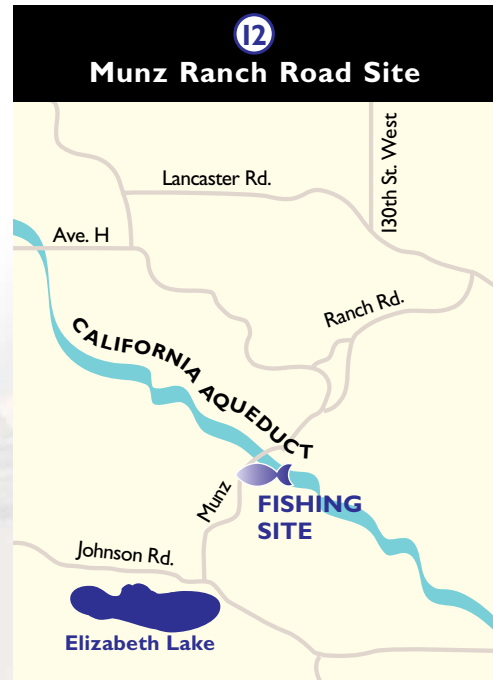 12
Munz Ranch Road Site
Lancaster Rd.
130th St. West
Ave. H
Ranch Rd.
CALIFORNIA AQUEDUCT
Munz
FISHING
SITE
Johnson Rd.
Elizabeth Lake